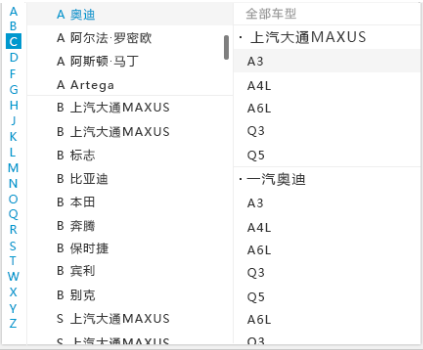 A
B
C
D
F
G
H
J
K
L
M
N
O
Q
R
S
T
W
X
Y
Z
A 奥迪
A 阿尔法·罗密欧
A 阿斯顿·马丁
A Artega
B 上汽大通MAXUS
B 上汽大通MAXUS
B 标志
B 比亚迪
B 本田
B 奔腾
B 保时捷
B 宾利
B 别克
S 上汽大通MAXUS
S 上汽大通MAXUS
全部车型
· 上汽大通MAXUS
A3
A4L
A6L
Q3
Q5
· 一汽奥迪
A3
A4L
A6L
Q3
Q5
A6L
Q3